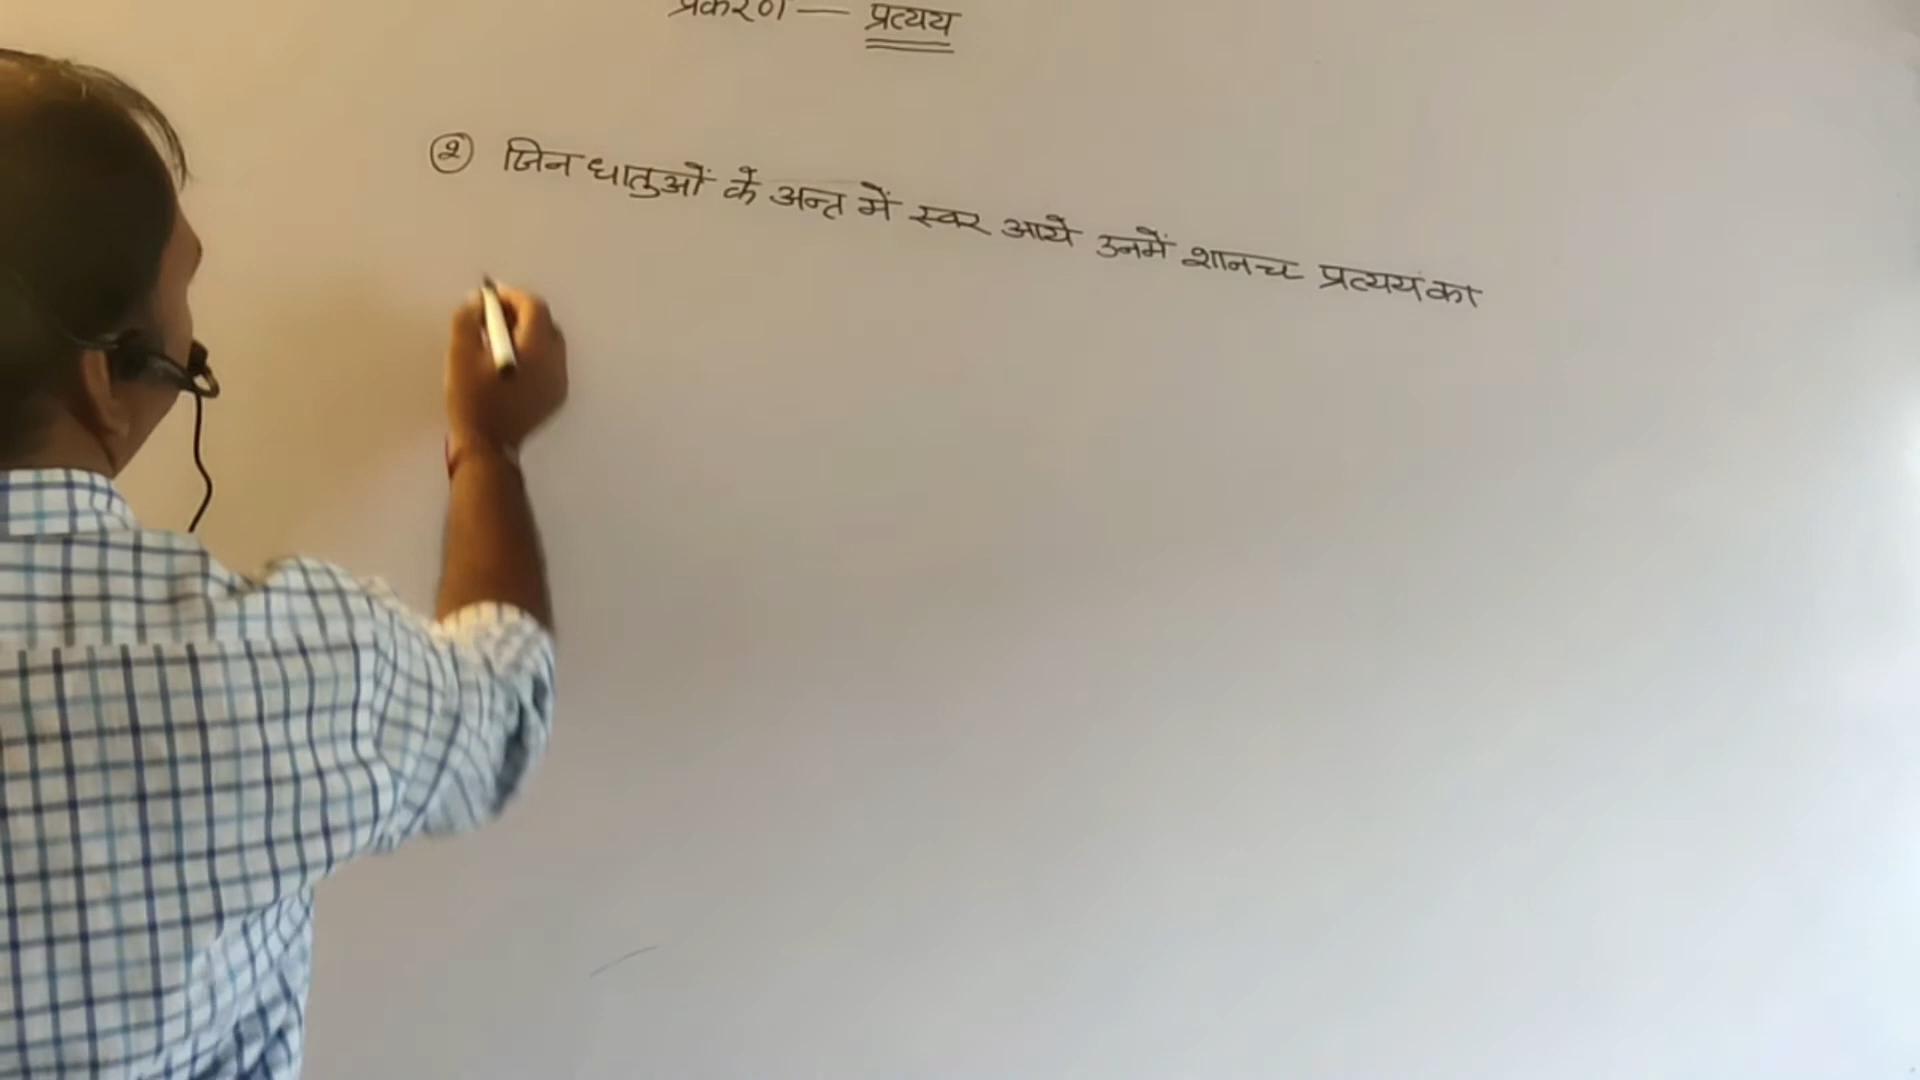 प्रकरण — प्रत्यय
② जिन धातुओं के अन्त में स्वर आये उनमें शानच प्रत्यय का